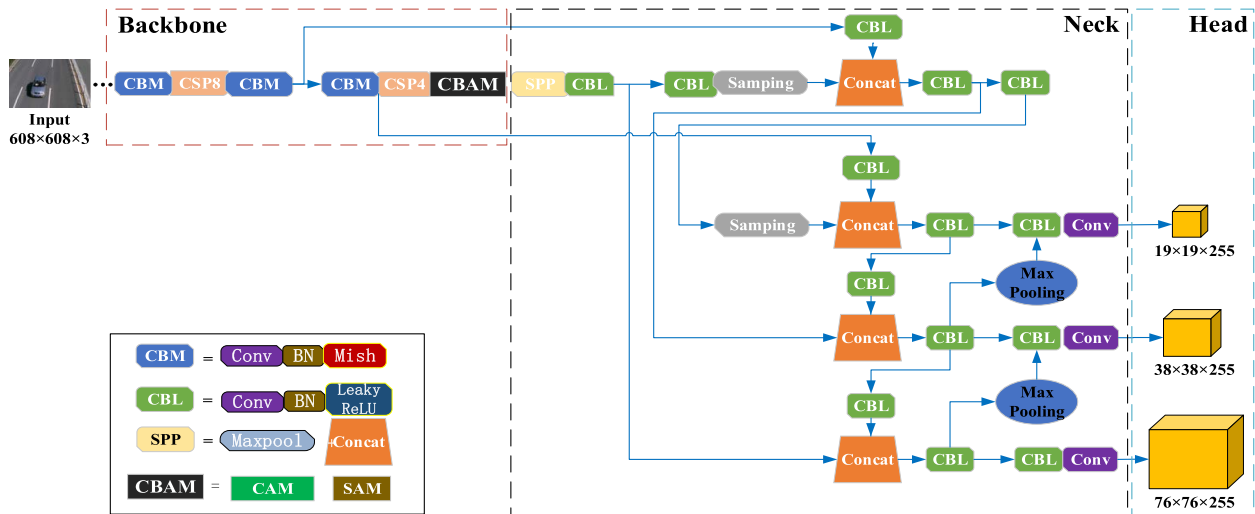 Backbone
Neck
Head
CBL
CBM
CSP8
CBM
CBM
CSP4
CBAM
SPP
CBL
CBL
Samping
Concat
CBL
CBL
Input
608×608×3
CBL
Samping
Concat
CBL
CBL
Conv
19×19×255
CBL
Max
Pooling
Concat
CBL
CBL
Conv
38×38×255
CBL
Max
Pooling
Concat
CBL
CBL
Conv
76×76×255
CBM = Conv BN Mish
CBL = Conv BN Leaky
ReLU
SPP = Maxpool +Concat
CBAM = CAM SAM